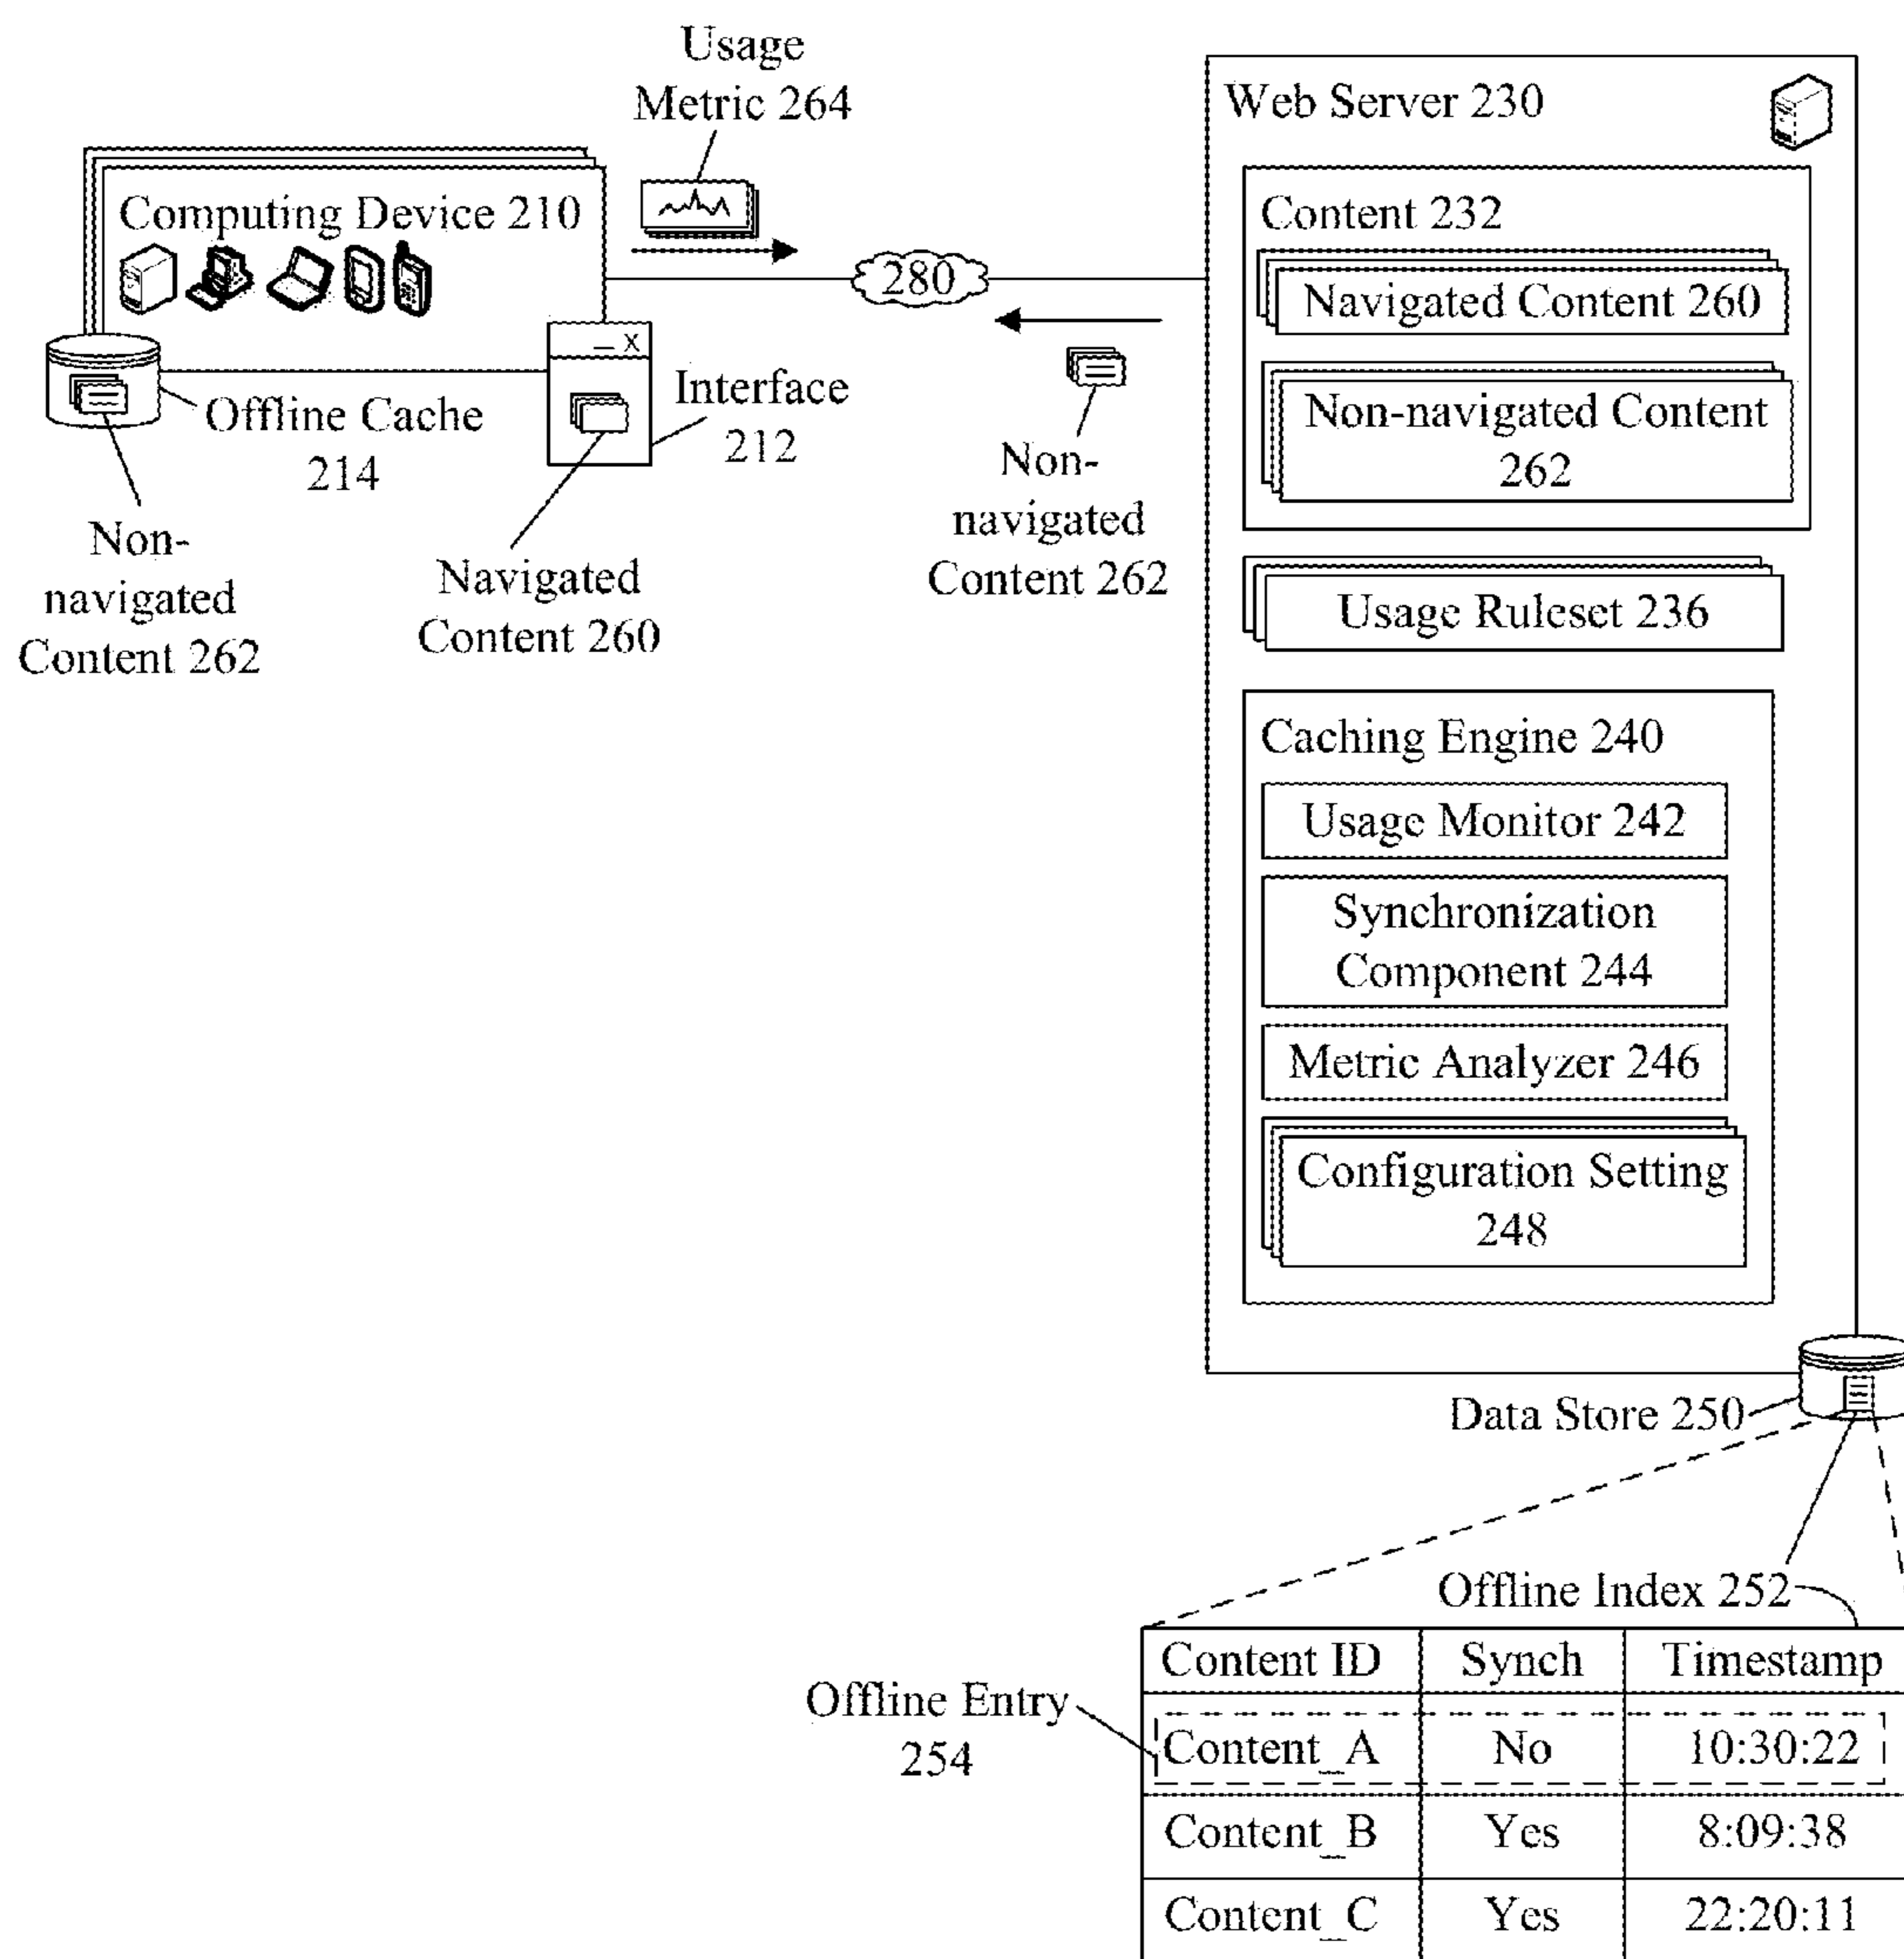 Usage
Metric 264
Computing Device 210
280
_ X
Offline Cache
214
Interface
212
Non-
navigated
Content 262
Navigated
Content 260
Non-
navigated
Content 262
Web Server 230
Content 232
Navigated Content 260
Non-navigated Content
262
Usage Ruleset 236
Caching Engine 240
Usage Monitor 242
Synchronization
Component 244
Metric Analyzer 246
Configuration Setting
248
Data Store 250
Offline Index 252
Offline Entry
254
Content ID Synch Timestamp
Content_A No 10:30:22
Content_B Yes 8:09:38
Content_C Yes 22:20:11